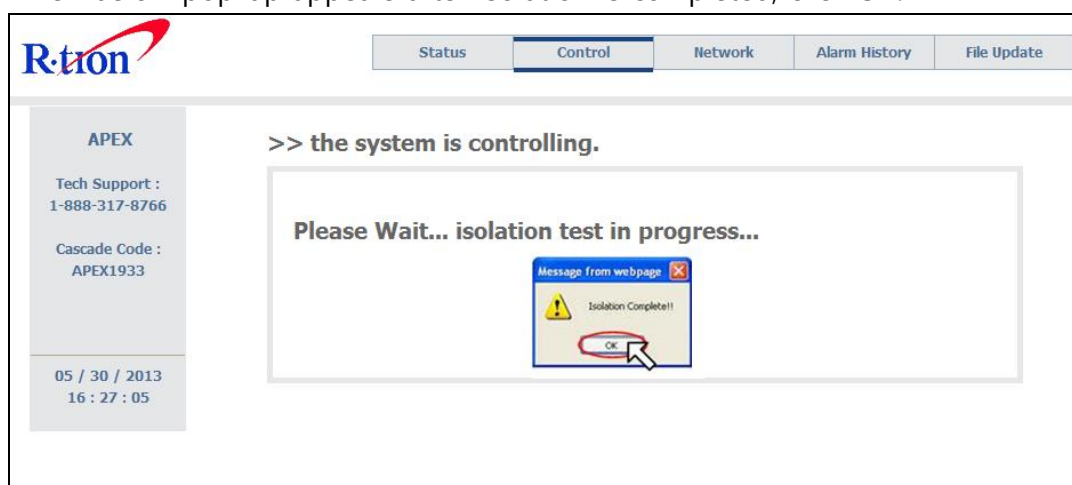 R-tron
Status Control Network Alarm History File Update
APEX
Tech Support :
1-888-317-8766
Cascade Code :
APEX1933
05 / 30 / 2013
16 : 27 : 05
>> the system is controlling.
Please Wait... isolation test in progress...
Message from webpage
Isolation Complete!!
OK